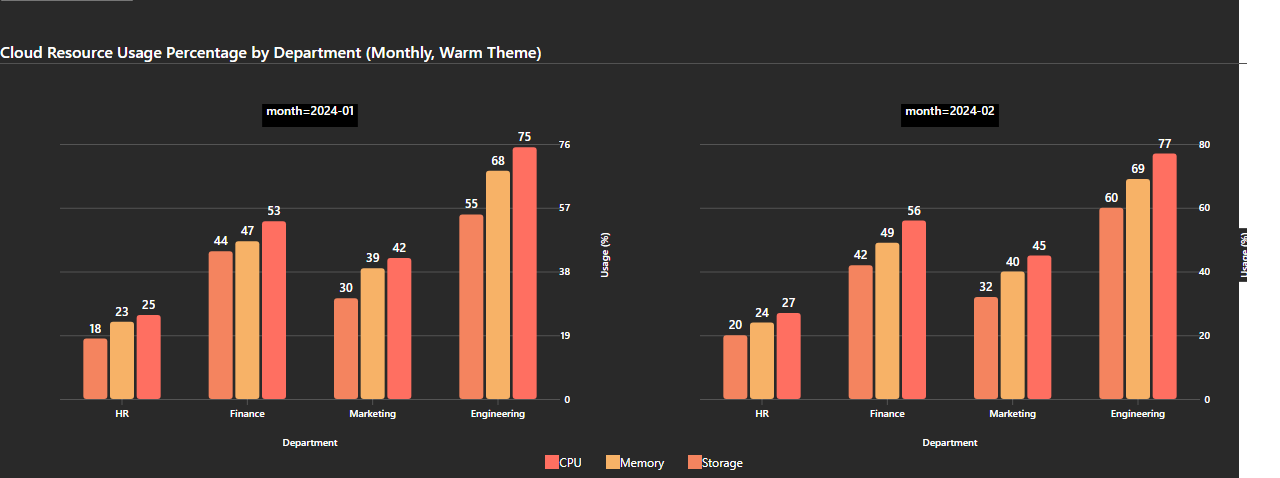 Cloud Resource Usage Percentage by Department (Monthly, Warm Theme)
month=2024-01
month=2024-02
75
68
55
53
47
44
42
39
30
25
23
18
76
57
38
19
0
Usage (%)
HR
Finance
Marketing
Engineering
Department
77
69
60
56
49
42
45
40
32
27
24
20
80
60
40
20
0
Usage (%)
HR
Finance
Marketing
Engineering
Department
CPU
Memory
Storage